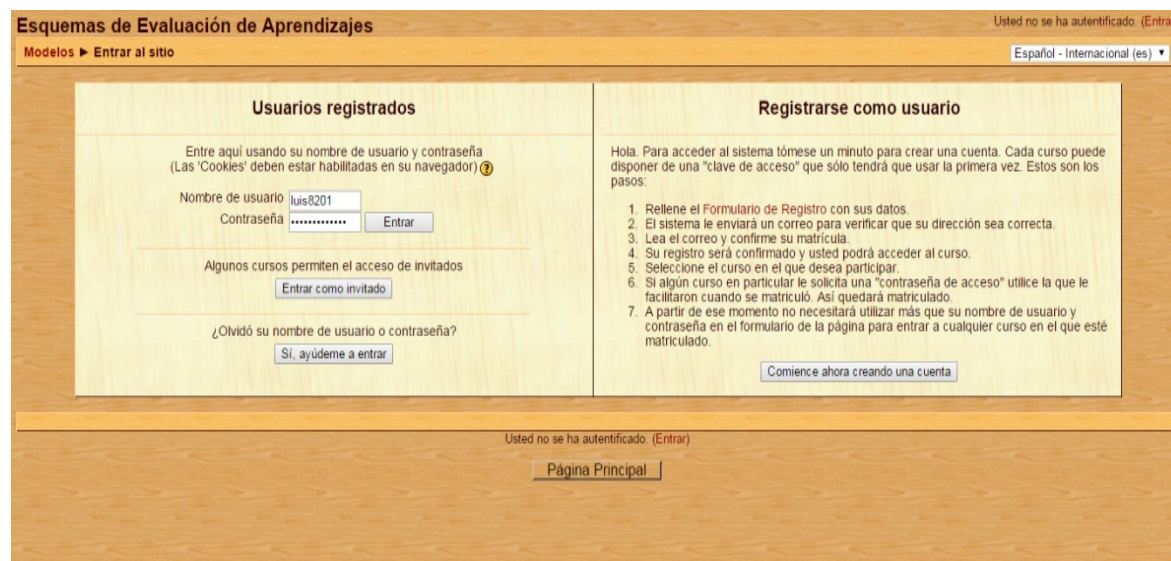 Esquemas de Evaluación de Aprendizajes
Usted no se ha autentificado. (Entra
Modelos ► Entrar al sitio
Español - Internacional (es) ▼
Usuarios registrados
Entre aquí usando su nombre de usuario y contraseña
(Las 'Cookies' deben estar habilitadas en su navegador) ?
Nombre de usuario luis8201
Contraseña ••••••••••••• Entrar
Algunos cursos permiten el acceso de invitados
Entrar como invitado
¿Olvidó su nombre de usuario o contraseña?
Sí, ayúdeme a entrar
Registrarse como usuario
Hola. Para acceder al sistema tómese un minuto para crear una cuenta. Cada curso puede
disponer de una "clave de acceso" que sólo tendrá que usar la primera vez. Estos son los
pasos:
1. Rellene el Formulario de Registro con sus datos.
2. El sistema le enviará un correo para verificar que su dirección sea correcta.
3. Lea el correo y confirme su matrícula.
4. Su registro será confirmado y usted podrá acceder al curso.
5. Seleccione el curso en el que desea participar.
6. Si algún curso en particular le solicita una "contraseña de acceso" utilice la que le
facilitaron cuando se matriculó. Así quedará matriculado.
7. A partir de ese momento no necesitará utilizar más que su nombre de usuario y
contraseña en el formulario de la página para entrar a cualquier curso en el que esté
matriculado.
Comience ahora creando una cuenta
Usted no se ha autentificado. (Entrar)
Página Principal